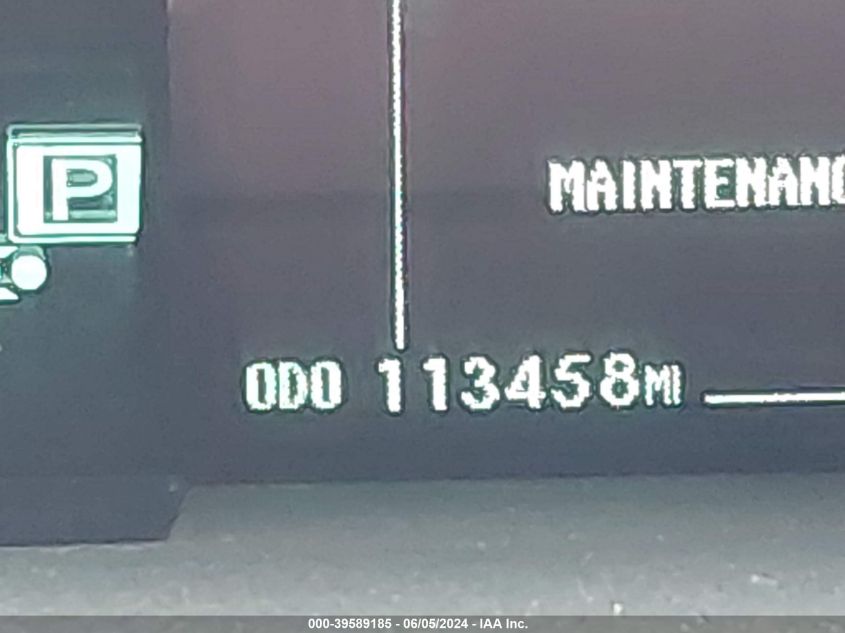 P
MAINTENANC
ODO 113458MI
000-39589185 - 06/05/2024 - IAA Inc.